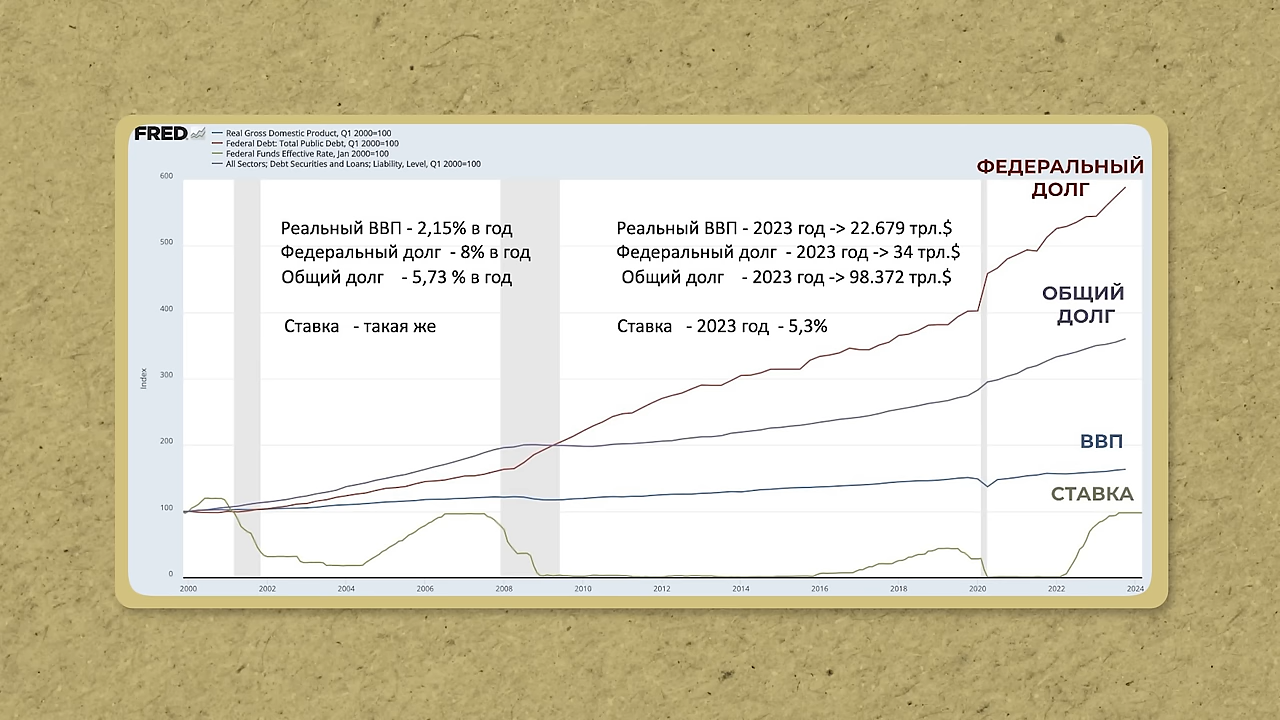 FRED
Real Gross Domestic Product, Q1 2000=100
Federal Debt: Total Public Debt, Q1 2000=100
Federal Funds Effective Rate, Jan 2000=100
All Sectors; Debt Securities and Loans; Liability, Level, Q1 2000=100
ФЕДЕРАЛЬНЫЙ
ДОЛГ
Реальный ВВП - 2,15% в год
Федеральный долг - 8% в год
Общий долг - 5,73 % в год
Ставка - такая же
Реальный ВВП - 2023 год -> 22.679 трл.$
Федеральный долг - 2023 год -> 34 трл.$
Общий долг - 2023 год -> 98.372 трл.$
Ставка - 2023 год - 5,3%
ОБЩИЙ
ДОЛГ
ВВП
СТАВКА
Index
600
500
400
300
200
100
0
2000 2002 2004 2006 2008 2010 2012 2014 2016 2018 2020 2022 2024